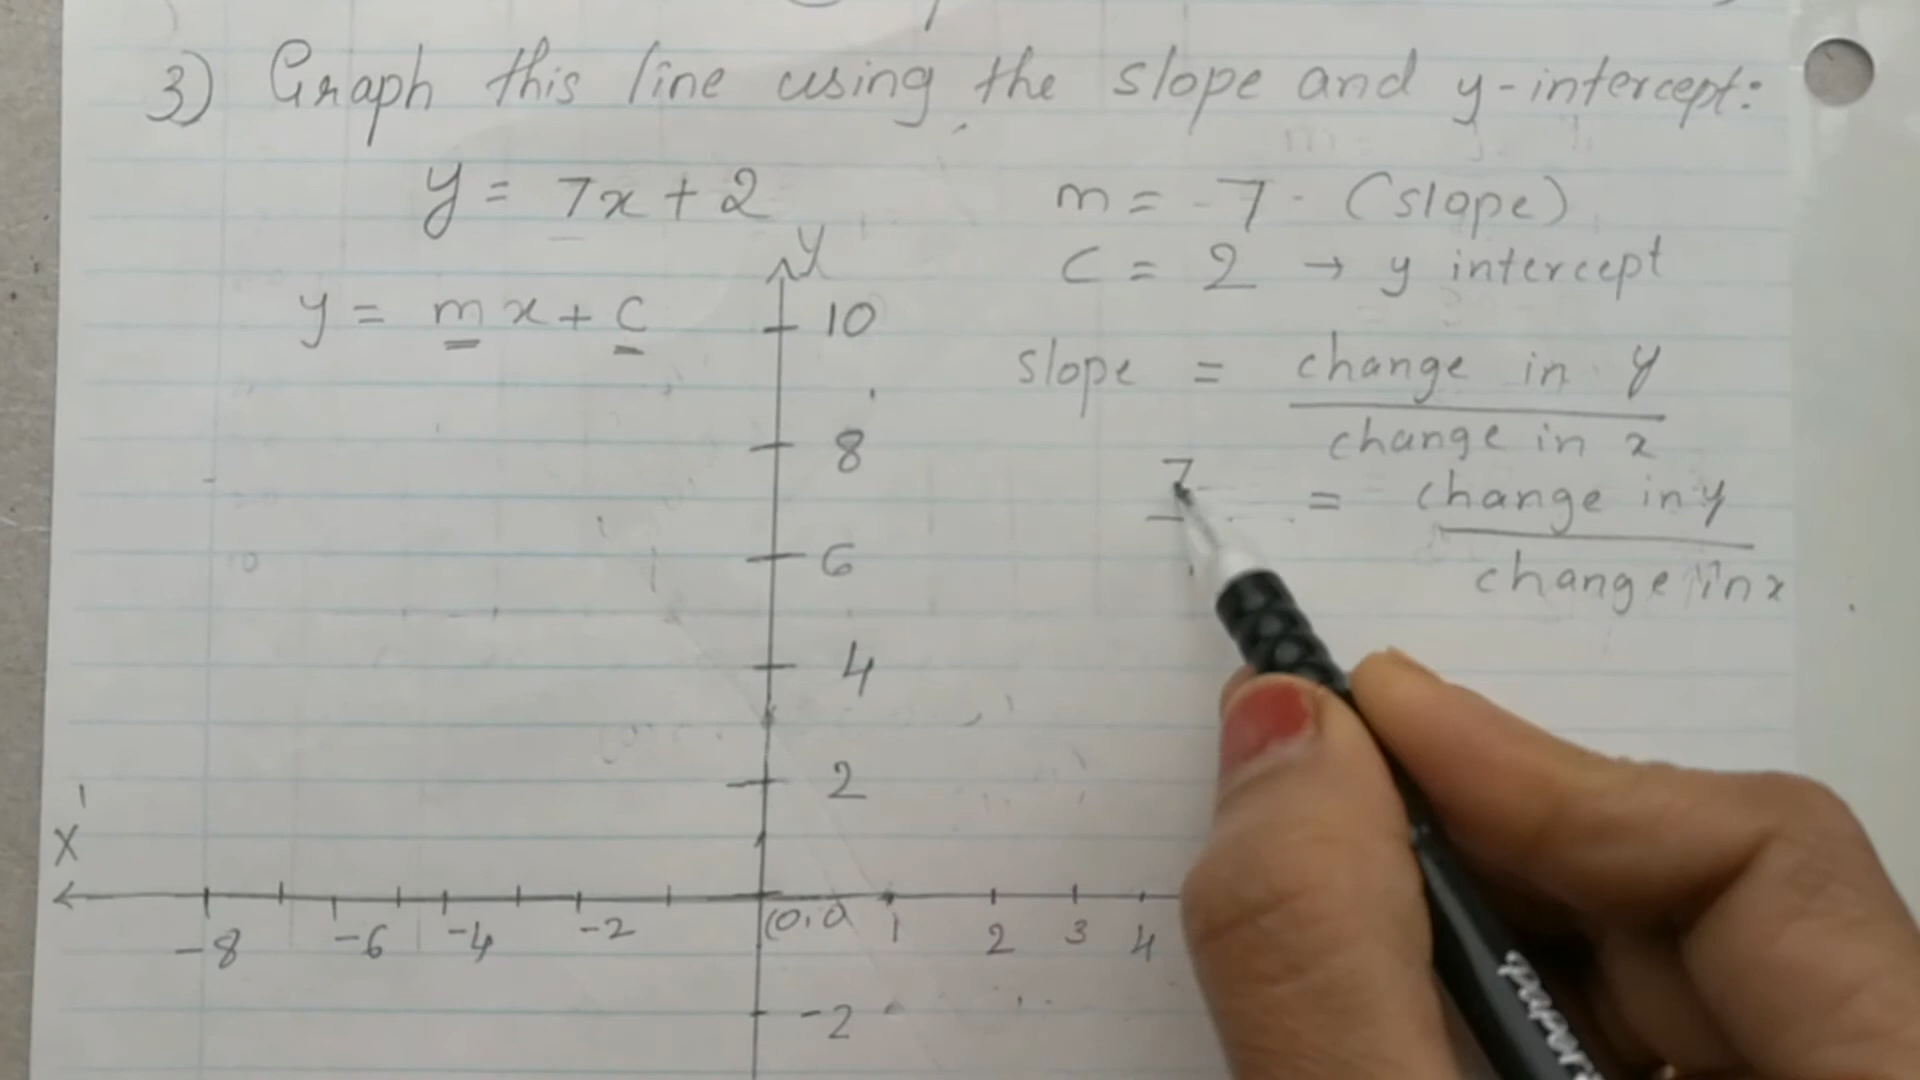 3) Graph this line using the slope and y-intercept:
y = 7x + 2
m = 7 - (slope)
c = 2 → y intercept
y = mx + c
slope = change in y
change in x
7 = change in y
change in x
y
10
8
6
4
2
X'
-8 -6 -4 -2 (0,0 1 2 3 4
-2